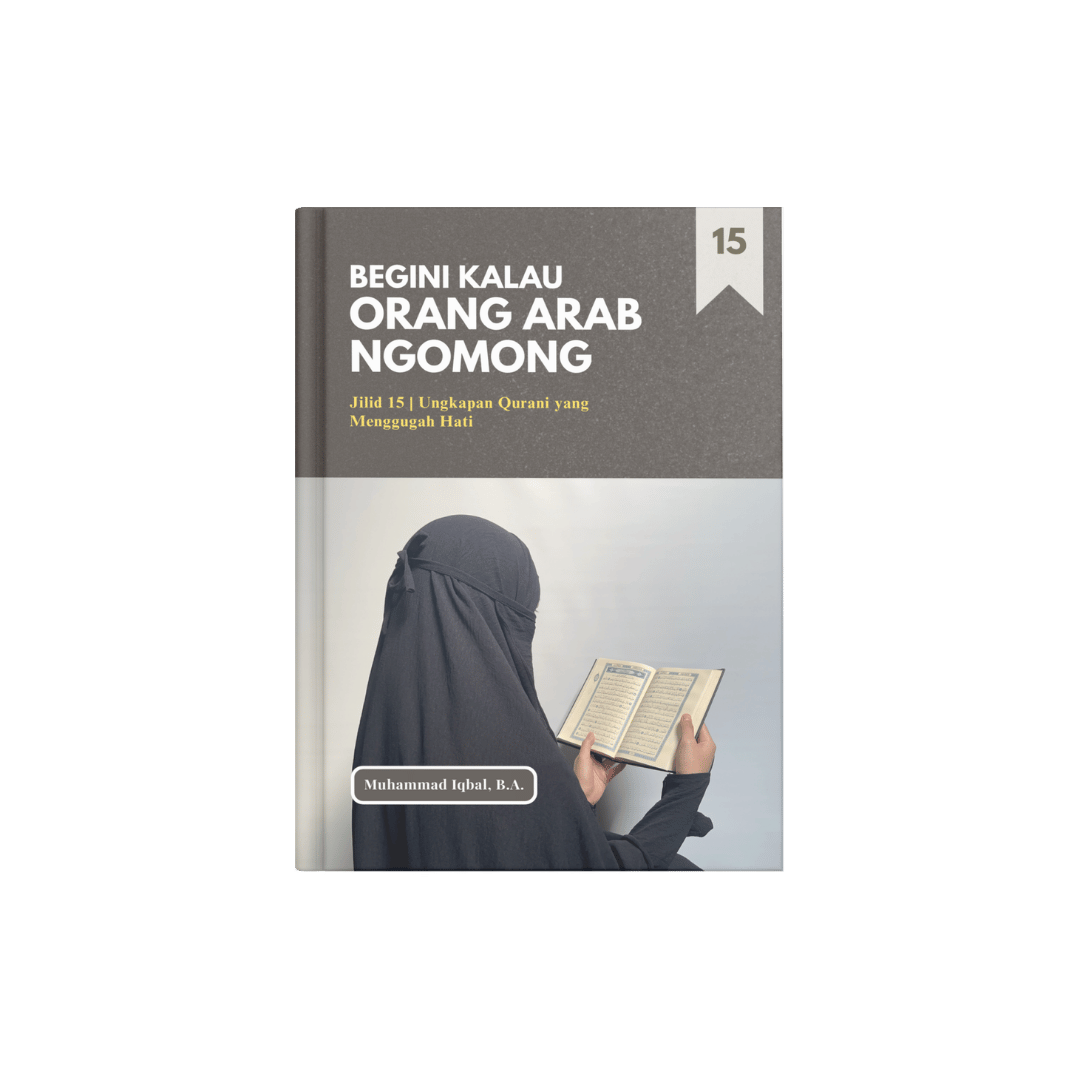 15
BEGINI KALAU
ORANG ARAB
NGOMONG
Jilid 15 | Ungkapan Qurani yang
Menggugah Hati
Muhammad Iqbal, B.A.